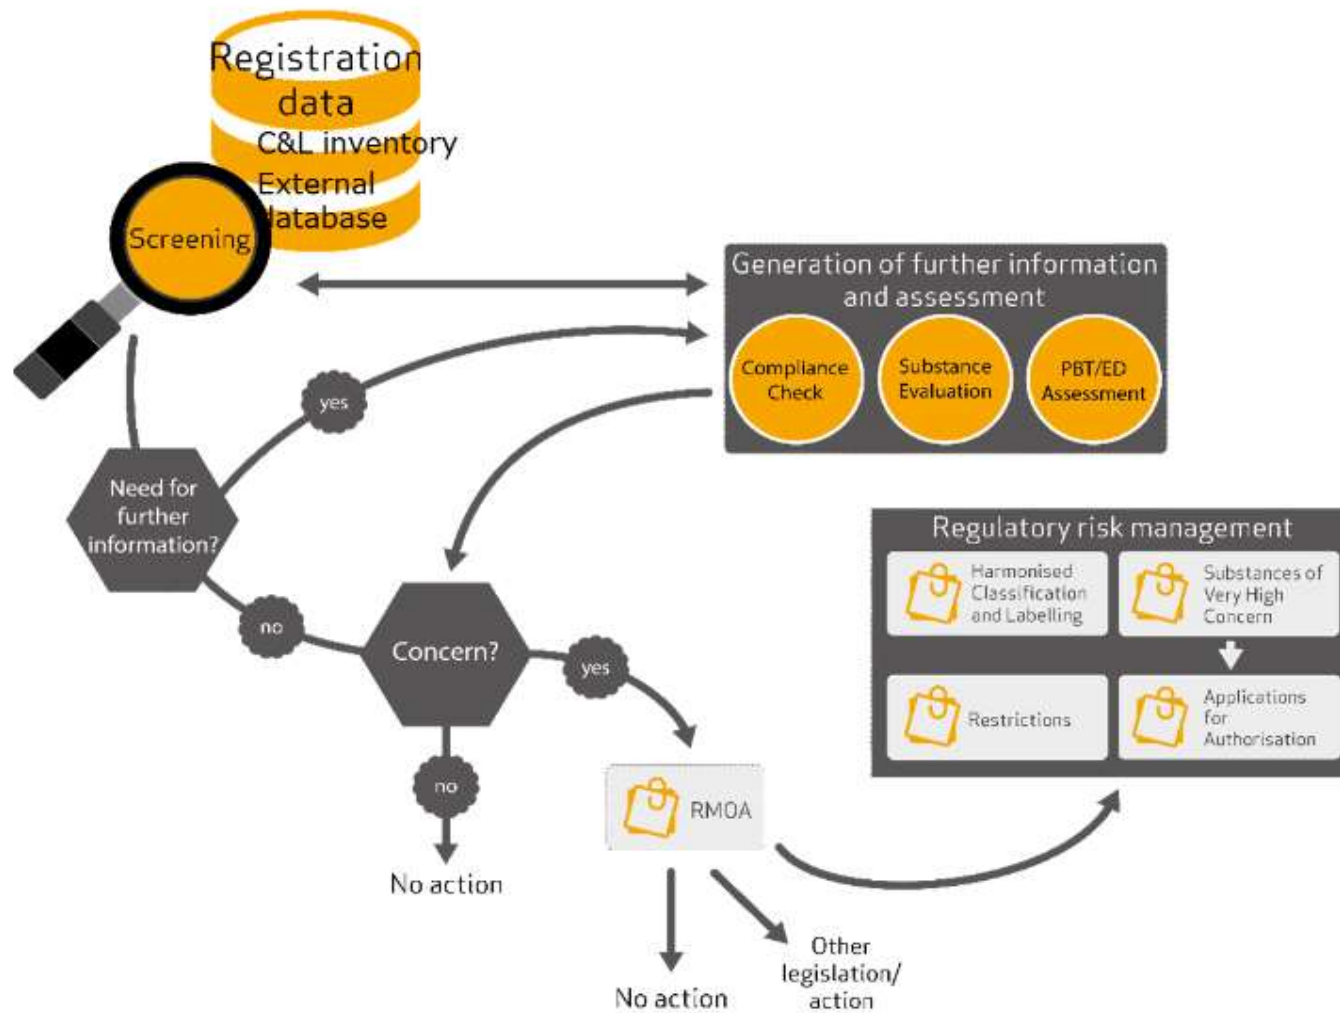 Registration
data
C&L inventory
External
database
Screening
Generation of further information
and assessment
Compliance
Check
Substance
Evaluation
PBT/ED
Assessment
yes
Need for
further
information?
no
Concern?
yes
no
No action
RMOA
No action
Other
legislation/
action
Regulatory risk management
Harmonised
Classification
and Labelling
Substances of
Very High
Concern
Restrictions
Applications
for
Authorisation